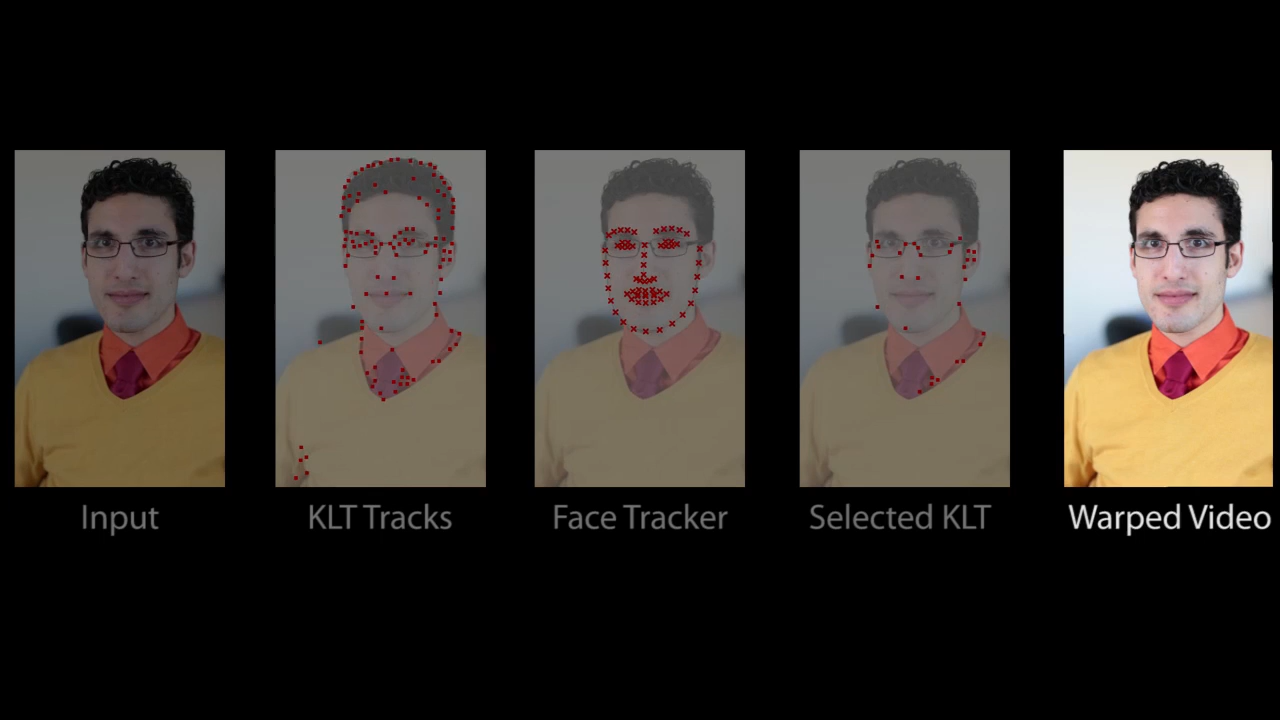 Input
KLT Tracks
Face Tracker
Selected KLT
Warped Video